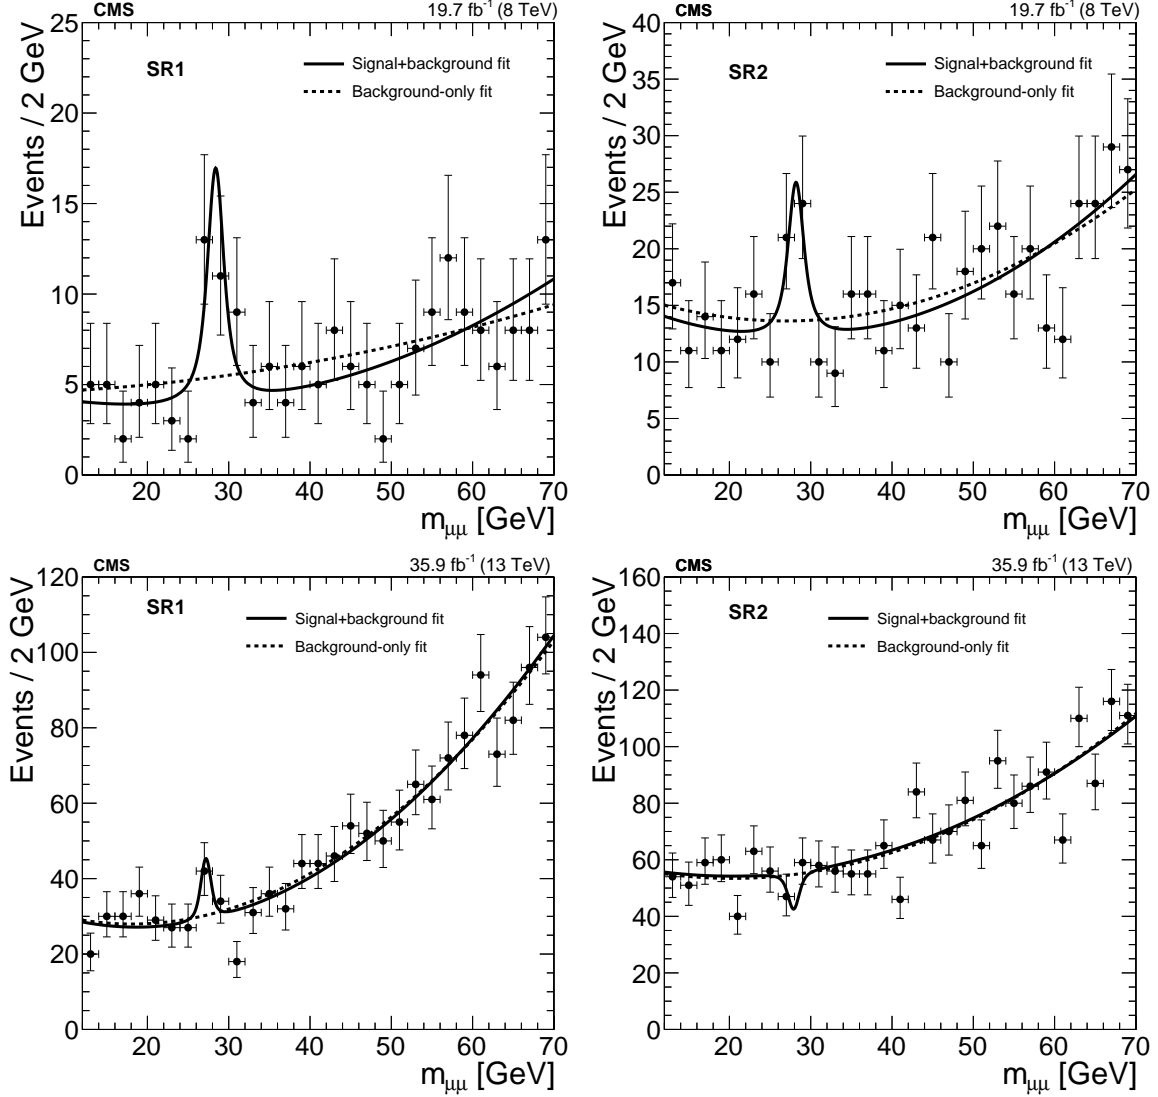 CMS 19.7 fb⁻¹ (8 TeV)
SR1
Signal+background fit
Background-only fit
Events / 2 GeV
25
20
15
10
5
0
20 30 40 50 60 70
mμμ [GeV]
CMS 19.7 fb⁻¹ (8 TeV)
SR2
Signal+background fit
Background-only fit
Events / 2 GeV
40
35
30
25
20
15
10
5
0
20 30 40 50 60 70
mμμ [GeV]
CMS 35.9 fb⁻¹ (13 TeV)
SR1
Signal+background fit
Background-only fit
Events / 2 GeV
120
100
80
60
40
20
0
20 30 40 50 60 70
mμμ [GeV]
CMS 35.9 fb⁻¹ (13 TeV)
SR2
Signal+background fit
Background-only fit
Events / 2 GeV
160
140
120
100
80
60
40
20
0
20 30 40 50 60 70
mμμ [GeV]